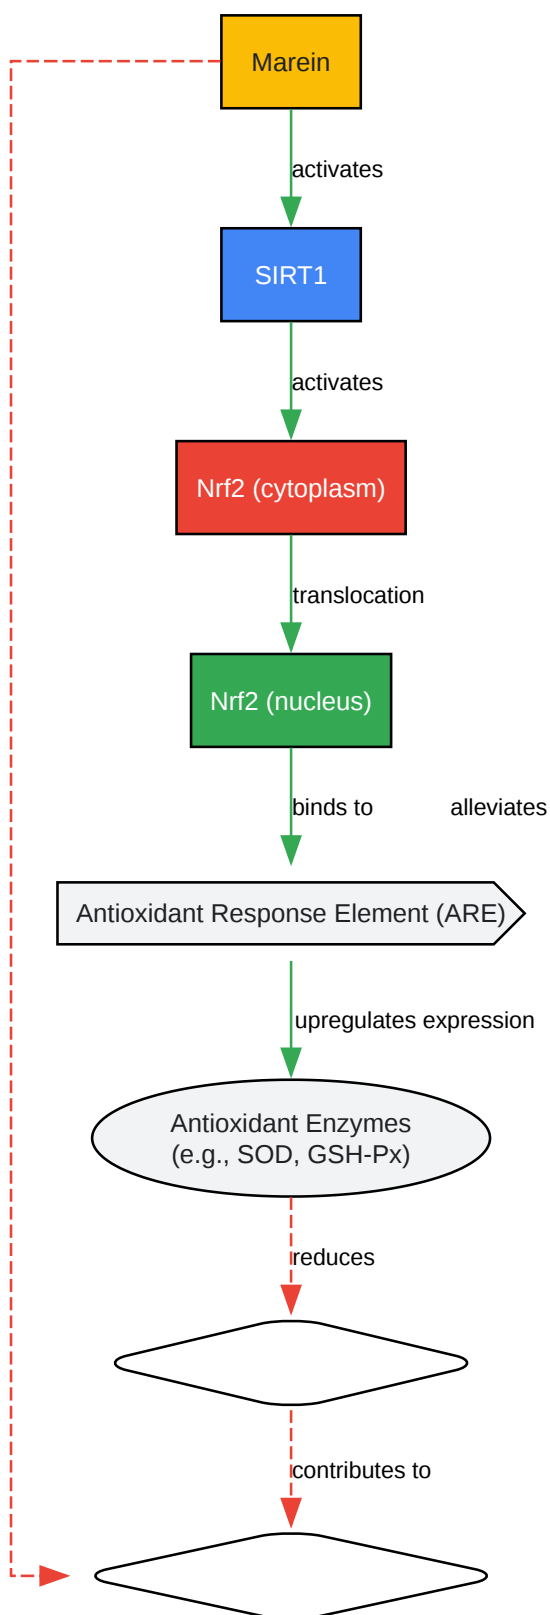 Marein
activates
SIRT1
activates
Nrf2 (cytoplasm)
translocation
Nrf2 (nucleus)
binds to
alleviates
Antioxidant Response Element (ARE)
upregulates expression
Antioxidant Enzymes
(e.g., SOD, GSH-Px)
reduces
contributes to